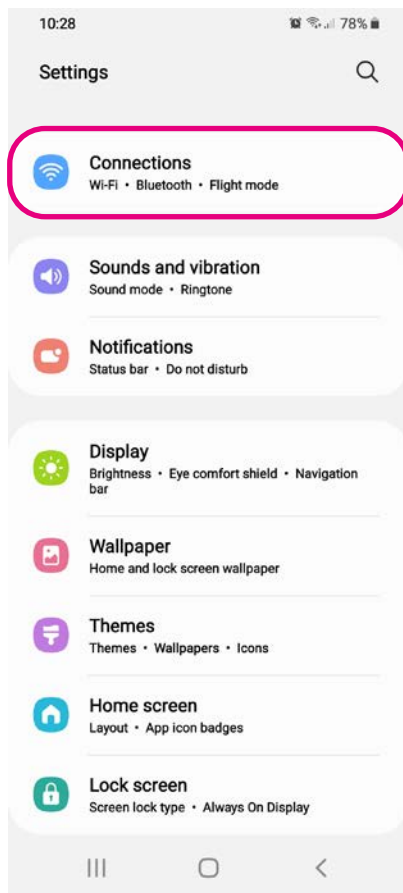 10:28 78%
Settings
Connections
Wi-Fi • Bluetooth • Flight mode
Sounds and vibration
Sound mode • Ringtone
Notifications
Status bar • Do not disturb
Display
Brightness • Eye comfort shield • Navigation
bar
Wallpaper
Home and lock screen wallpaper
Themes
Themes • Wallpapers • Icons
Home screen
Layout • App icon badges
Lock screen
Screen lock type • Always On Display